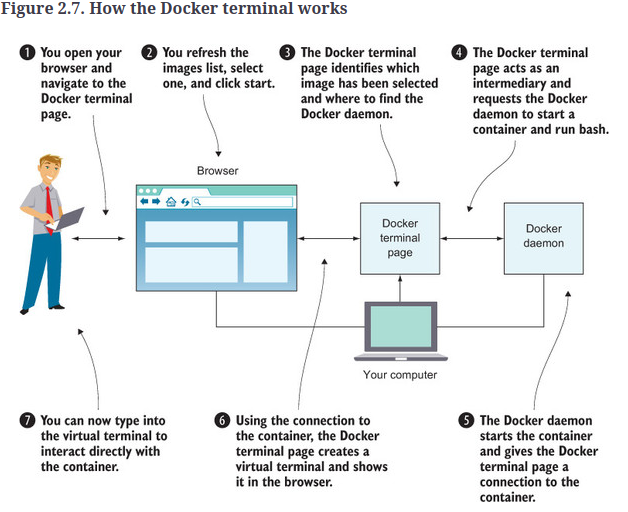 Figure 2.7. How the Docker terminal works
1 You open your
browser and
navigate to the
Docker terminal
page.
2 You refresh the
images list, select
one, and click start.
3 The Docker terminal
page identifies which
image has been selected
and where to find the
Docker daemon.
4 The Docker terminal
page acts as an
intermediary and
requests the Docker
daemon to start a
container and run bash.
Browser
Docker
terminal
page
Docker
daemon
Your computer
7 You can now type into
the virtual terminal to
interact directly with
the container.
6 Using the connection to
the container, the Docker
terminal page creates a
virtual terminal and shows
it in the browser.
5 The Docker daemon
starts the container
and gives the Docker
terminal page a
connection to the
container.